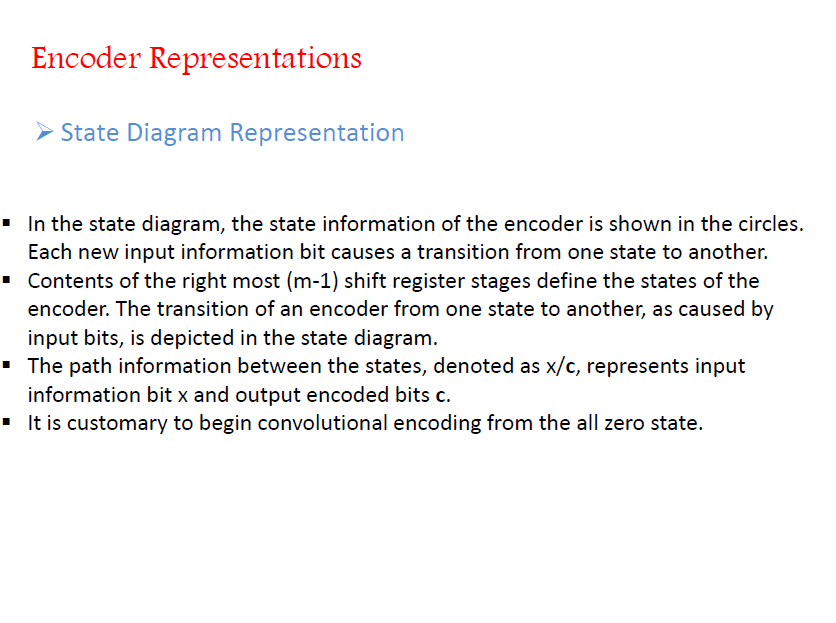 Encoder Representations
➢ State Diagram Representation
▪ In the state diagram, the state information of the encoder is shown in the circles.
Each new input information bit causes a transition from one state to another.
▪ Contents of the right most (m-1) shift register stages define the states of the
encoder. The transition of an encoder from one state to another, as caused by
input bits, is depicted in the state diagram.
▪ The path information between the states, denoted as x/c, represents input
information bit x and output encoded bits c.
▪ It is customary to begin convolutional encoding from the all zero state.